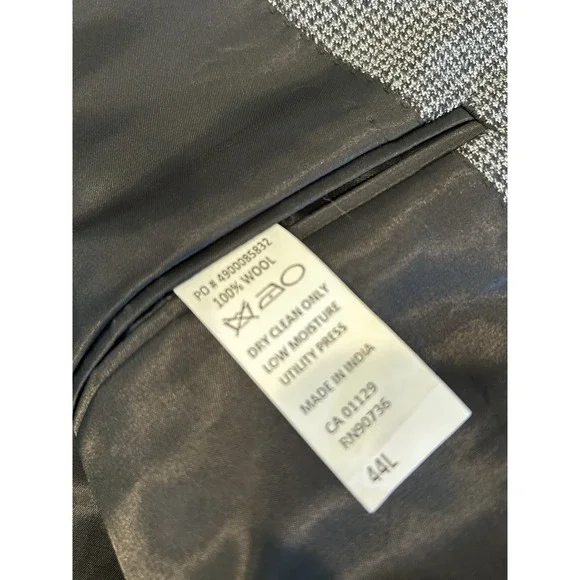 PO # 4900085832
100% WOOL
DRY CLEAN ONLY
LOW MOISTURE
UTILITY PRESS
MADE IN INDIA
CA 01129
RN90736
44L